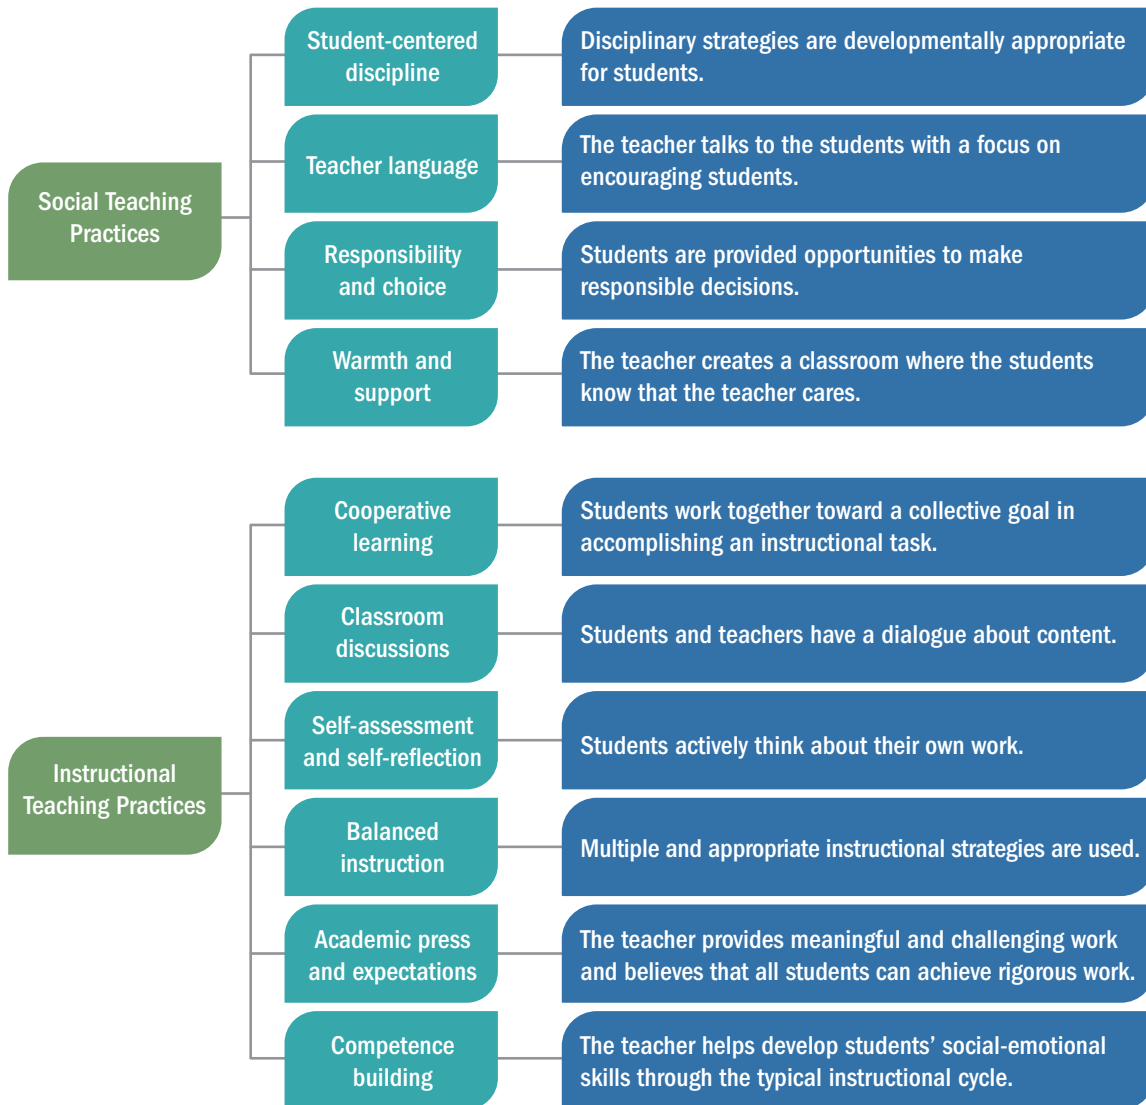 Social Teaching
Practices
Student-centered
discipline
Disciplinary strategies are developmentally appropriate
for students.
Teacher language
The teacher talks to the students with a focus on
encouraging students.
Responsibility
and choice
Students are provided opportunities to make
responsible decisions.
Warmth and
support
The teacher creates a classroom where the students
know that the teacher cares.
Instructional
Teaching Practices
Cooperative
learning
Students work together toward a collective goal in
accomplishing an instructional task.
Classroom
discussions
Students and teachers have a dialogue about content.
Self-assessment
and self-reflection
Students actively think about their own work.
Balanced
instruction
Multiple and appropriate instructional strategies are used.
Academic press
and expectations
The teacher provides meaningful and challenging work
and believes that all students can achieve rigorous work.
Competence
building
The teacher helps develop students’ social-emotional
skills through the typical instructional cycle.